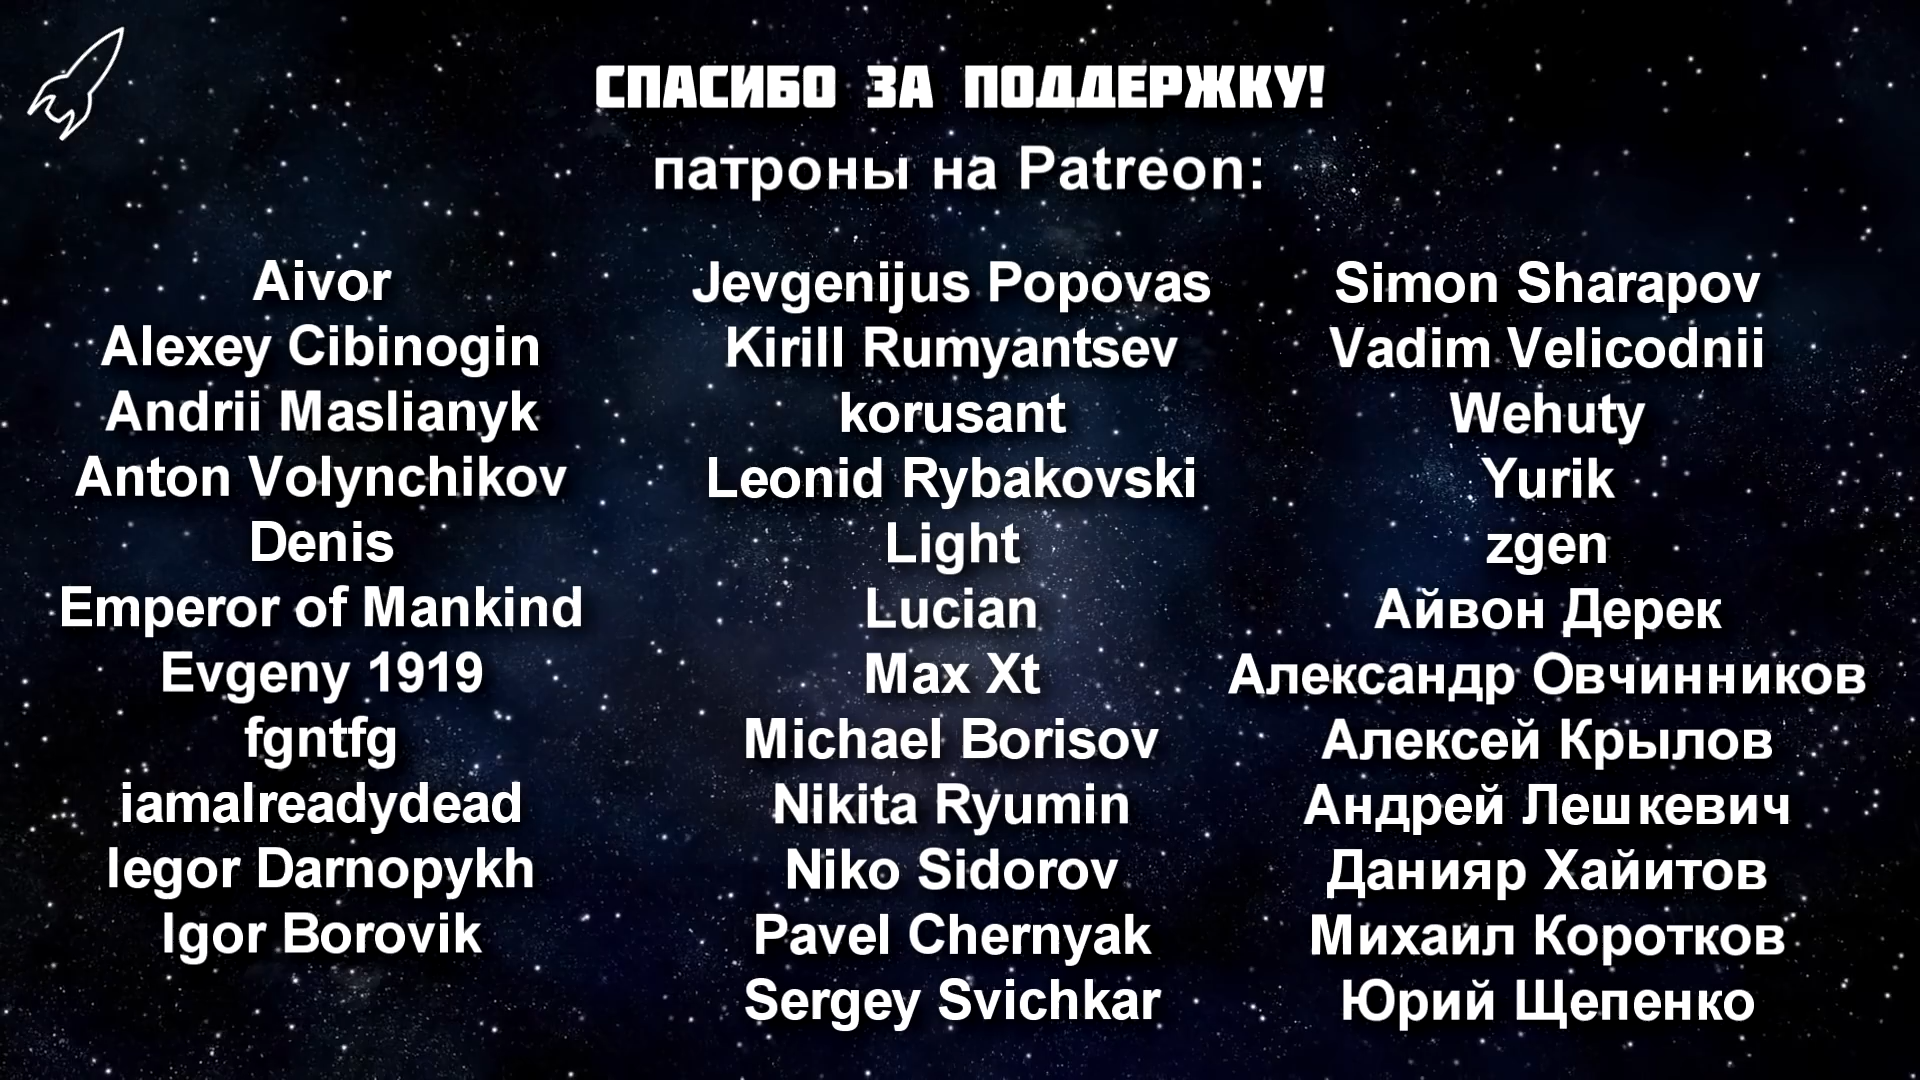 СПАСИБО ЗА ПОДДЕРЖКУ!
патроны на Patreon:
Aivor
Alexey Cibinogin
Andrii Maslianyk
Anton Volynchikov
Denis
Emperor of Mankind
Evgeny 1919
fgntfg
iamalreadydead
Iegor Darnopykh
Igor Borovik
Jevgenijus Popovas
Kirill Rumyantsev
korusant
Leonid Rybakovski
Light
Lucian
Max Xt
Michael Borisov
Nikita Ryumin
Niko Sidorov
Pavel Chernyak
Sergey Svichkar
Simon Sharapov
Vadim Velicodnii
Wehuty
Yurik
zgen
Айвон Дерек
Александр Овчинников
Алексей Крылов
Андрей Лешкевич
Данияр Хайитов
Михаил Коротков
Юрий Щепенко